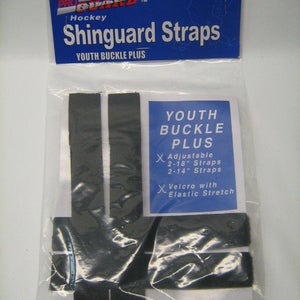 GUARD™
Hockey
Shinguard Straps
YOUTH BUCKLE PLUS
YOUTH
BUCKLE
PLUS
Adjustable
2-18" Straps
2-14" Straps
Velcro with
Elastic Stretch